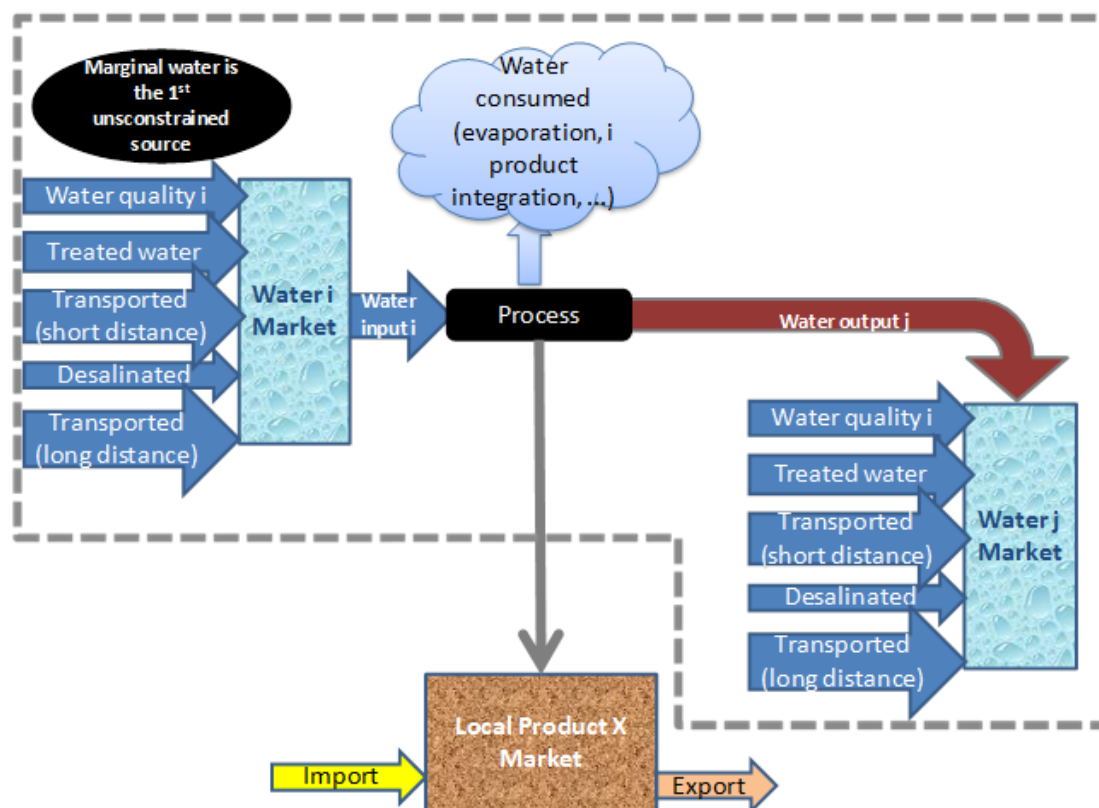 Marginal water is
the 1st
unsconstrained
source
Water quality i
Treated water
Transported
(short distance)
Desalinated
Transported
(long distance)
Water i
Market
Water
input i
Water
consumed
(evaporation, i
product
integration, ...)
Process
Water output j
Water quality i
Treated water
Transported
(short distance)
Desalinated
Transported
(long distance)
Water j
Market
Local Product X
Market
Import
Export